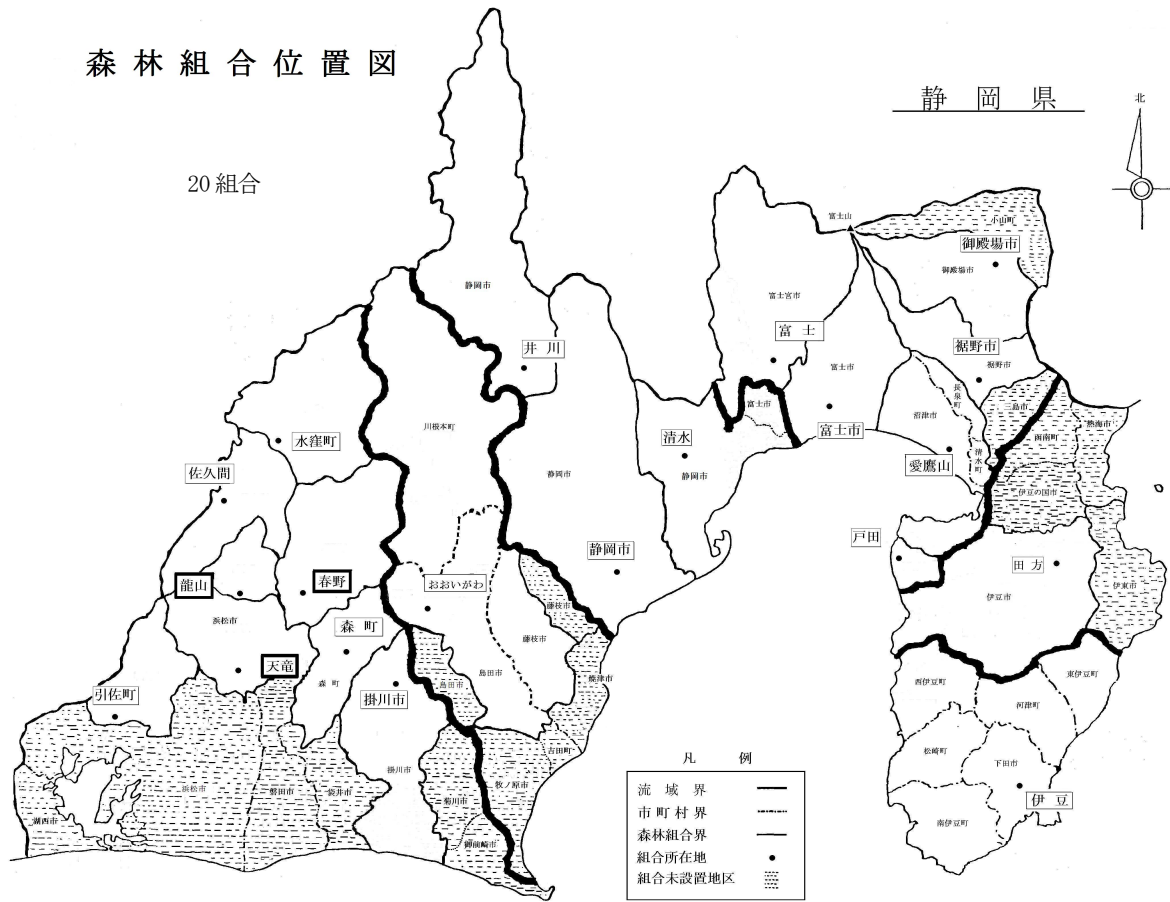 森林組合位置図
静岡県
北
20組合
小山町
富士山
御殿場市
御殿場市
静岡市
富士宮市
富士
井川
裾野市
裾野市
富士市
長泉町
三島市
富士市
沼津市
函南町
熱海市
川根本町
水窪町
清水
富士市
清水町
愛鷹山
佐久間
静岡市
静岡市
伊豆の国市
静岡市
戸田
田方
龍山
春野
おおいがわ
伊豆市
伊東市
浜松市
森町
藤枝市
藤枝市
天竜
島田市
焼津市
森町
島田市
西伊豆町
東伊豆町
引佐町
掛川市
河津町
吉田町
松崎町
下田市
掛川市
浜松市
磐田市
袋井市
菊川市
牧ノ原市
伊豆
湖西市
南伊豆町
御前崎市
凡例
流域界
市町村界
森林組合界
組合所在地
組合未設置地区